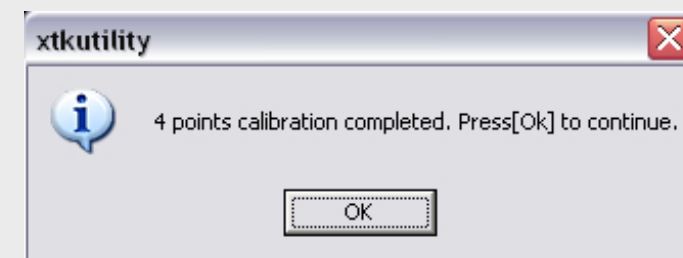 xtkutility
4 points calibration completed. Press[Ok] to continue.
OK